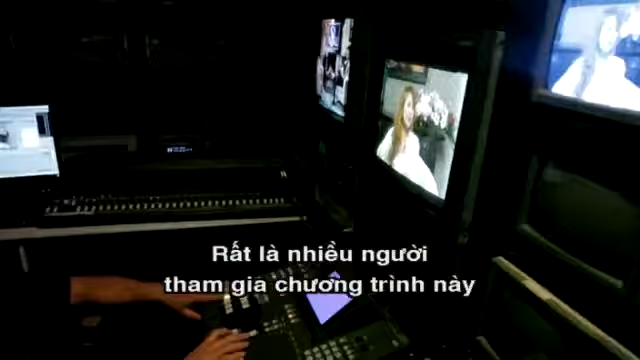 Rất là nhiều người
tham gia chương trình này